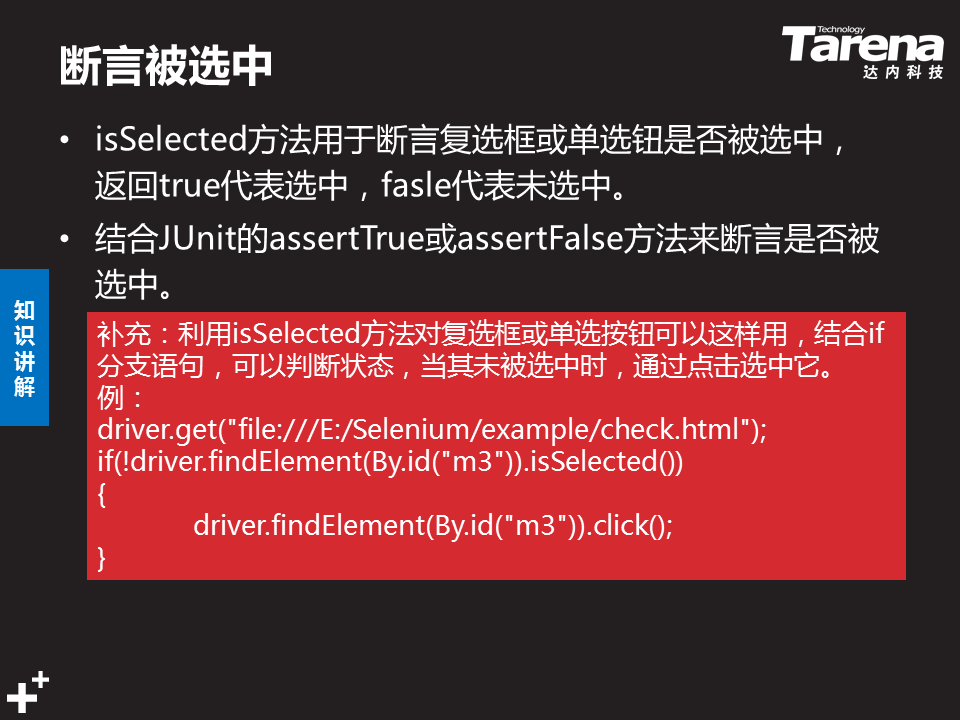 断言被选中
Technology
Tarena
达内科技
• isSelected方法用于断言复选框或单选钮是否被选中，
返回true代表选中，fasle代表未选中。
• 结合JUnit的assertTrue或assertFalse方法来断言是否被
选中。
知
识
讲
解
补充：利用isSelected方法对复选框或单选按钮可以这样用，结合if
分支语句，可以判断状态，当其未被选中时，通过点击选中它。
例：
driver.get("file:///E:/Selenium/example/check.html");
if(!driver.findElement(By.id("m3")).isSelected())
{
driver.findElement(By.id("m3")).click();
}